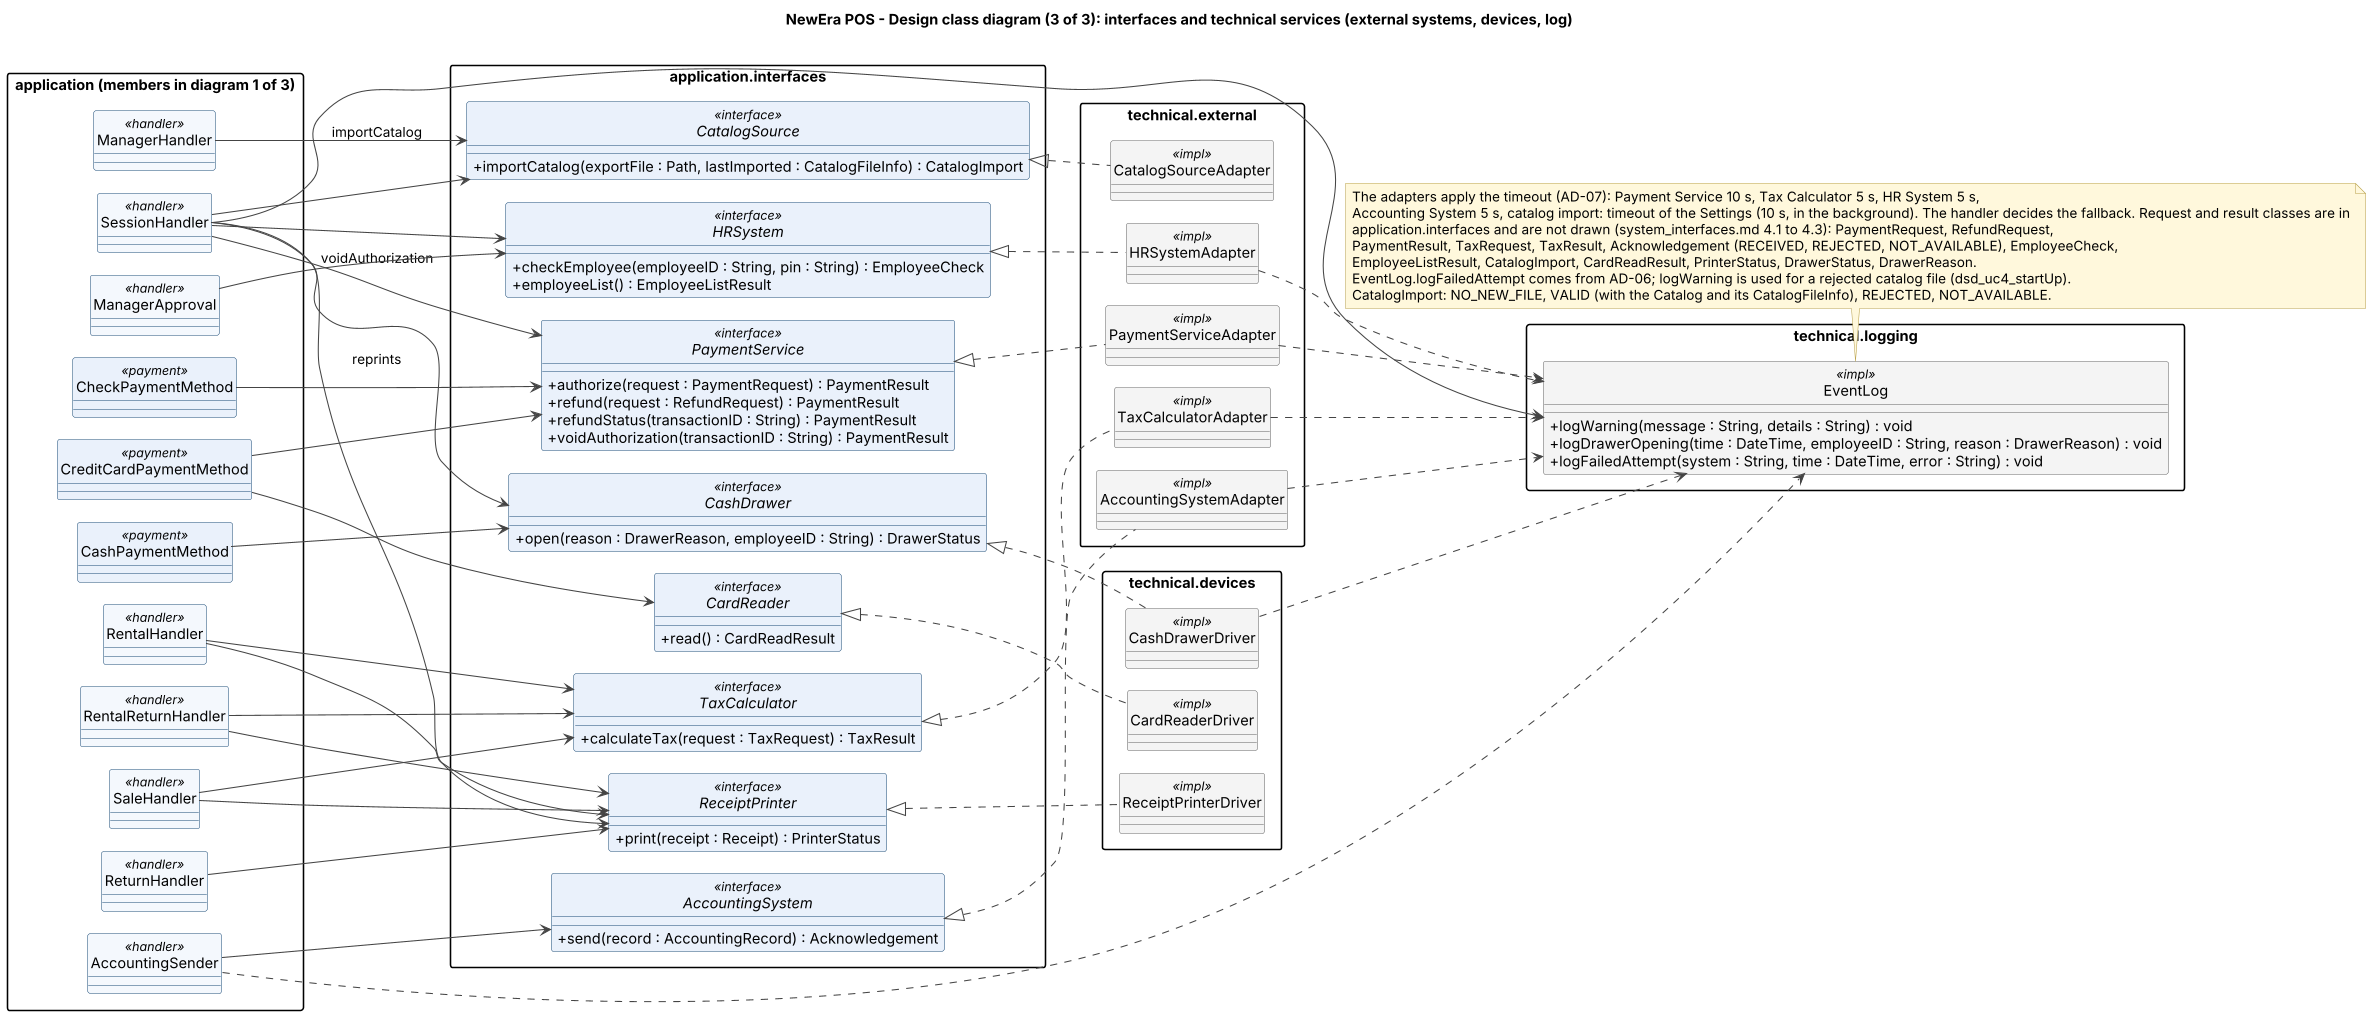 NewEra POS - Design class diagram (3 of 3): interfaces and technical services (external systems, devices, log)
application (members in diagram 1 of 3)
«handler»
ManagerHandler
«handler»
SessionHandler
«handler»
ManagerApproval
«payment»
CheckPaymentMethod
«payment»
CreditCardPaymentMethod
«payment»
CashPaymentMethod
«handler»
RentalHandler
«handler»
RentalReturnHandler
«handler»
SaleHandler
«handler»
ReturnHandler
«handler»
AccountingSender
importCatalog
voidAuthorization
reprints
application.interfaces
«interface»
CatalogSource
+importCatalog(exportFile : Path, lastImported : CatalogFileInfo) : CatalogImport
«interface»
HRSystem
+checkEmployee(employeeID : String, pin : String) : EmployeeCheck
+employeeList() : EmployeeListResult
«interface»
PaymentService
+authorize(request : PaymentRequest) : PaymentResult
+refund(request : RefundRequest) : PaymentResult
+refundStatus(transactionID : String) : PaymentResult
+voidAuthorization(transactionID : String) : PaymentResult
«interface»
CashDrawer
+open(reason : DrawerReason, employeeID : String) : DrawerStatus
«interface»
CardReader
+read() : CardReadResult
«interface»
TaxCalculator
+calculateTax(request : TaxRequest) : TaxResult
«interface»
ReceiptPrinter
+print(receipt : Receipt) : PrinterStatus
«interface»
AccountingSystem
+send(record : AccountingRecord) : Acknowledgement
technical.external
«impl»
CatalogSourceAdapter
«impl»
HRSystemAdapter
«impl»
PaymentServiceAdapter
«impl»
TaxCalculatorAdapter
«impl»
AccountingSystemAdapter
technical.devices
«impl»
CashDrawerDriver
«impl»
CardReaderDriver
«impl»
ReceiptPrinterDriver
The adapters apply the timeout (AD-07): Payment Service 10 s, Tax Calculator 5 s, HR System 5 s,
Accounting System 5 s, catalog import: timeout of the Settings (10 s, in the background). The handler decides the fallback. Request and result classes are in
application.interfaces and are not drawn (system_interfaces.md 4.1 to 4.3): PaymentRequest, RefundRequest,
PaymentResult, TaxRequest, TaxResult, Acknowledgement (RECEIVED, REJECTED, NOT_AVAILABLE), EmployeeCheck,
EmployeeListResult, CatalogImport, CardReadResult, PrinterStatus, DrawerStatus, DrawerReason.
EventLog.logFailedAttempt comes from AD-06; logWarning is used for a rejected catalog file (dsd_uc4_startUp).
CatalogImport: NO_NEW_FILE, VALID (with the Catalog and its CatalogFileInfo), REJECTED, NOT_AVAILABLE.
technical.logging
«impl»
EventLog
+logWarning(message : String, details : String) : void
+logDrawerOpening(time : DateTime, employeeID : String, reason : DrawerReason) : void
+logFailedAttempt(system : String, time : DateTime, error : String) : void